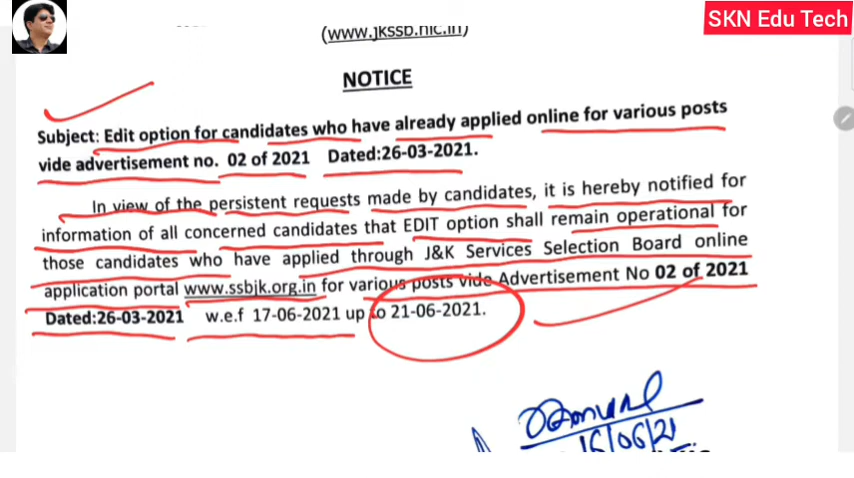 SKN Edu Tech
(www.jkssb.nic.in)
NOTICE
Subject: Edit option for candidates who have already applied online for various posts
vide advertisement no. 02 of 2021 Dated:26-03-2021.
In view of the persistent requests made by candidates, it is hereby notified for
information of all concerned candidates that EDIT option shall remain operational for
those candidates who have applied through J&K Services Selection Board online
application portal www.ssbjk.org.in for various posts vide Advertisement No 02 of 2021
Dated:26-03-2021 w.e.f 17-06-2021 up to 21-06-2021.
16/06/21